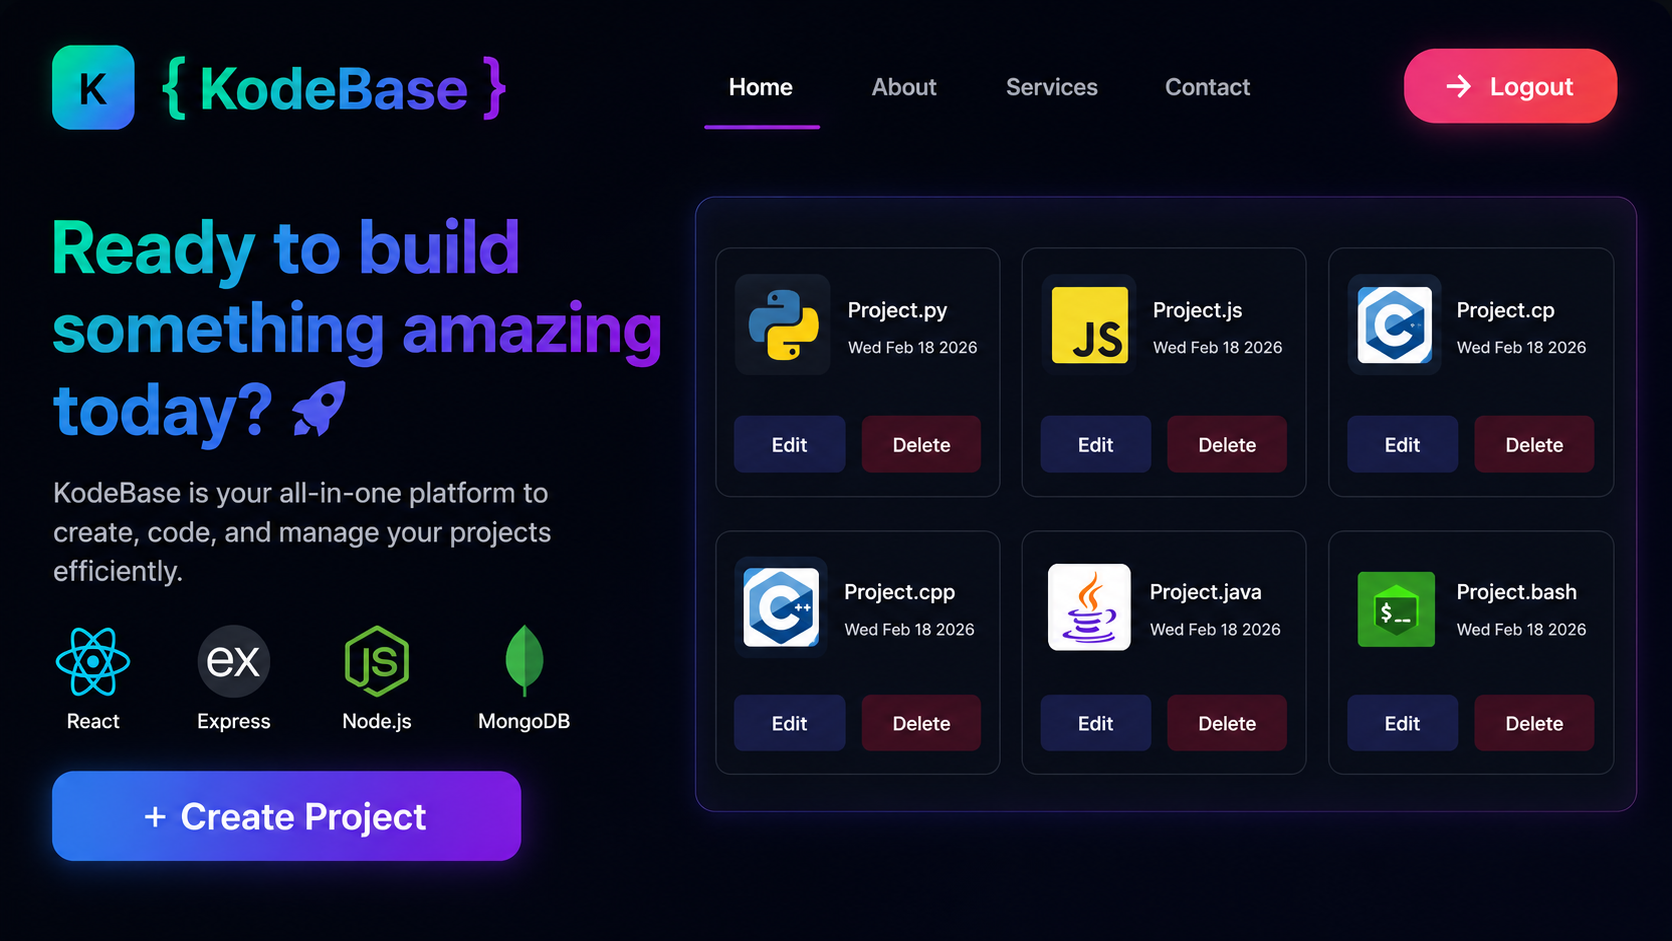 K
{ KodeBase }
Home
About
Services
Contact
→ Logout
Ready to build
something amazing
today?
KodeBase is your all-in-one platform to
create, code, and manage your projects
efficiently.
ex
JS
React
Express
Node.js
MongoDB
+ Create Project
Project.py
Wed Feb 18 2026
Edit
Delete
JS
Project.js
Wed Feb 18 2026
Edit
Delete
C
Project.cp
Wed Feb 18 2026
Edit
Delete
C++
Project.cpp
Wed Feb 18 2026
Edit
Delete
Project.java
Wed Feb 18 2026
Edit
Delete
$_-
Project.bash
Wed Feb 18 2026
Edit
Delete